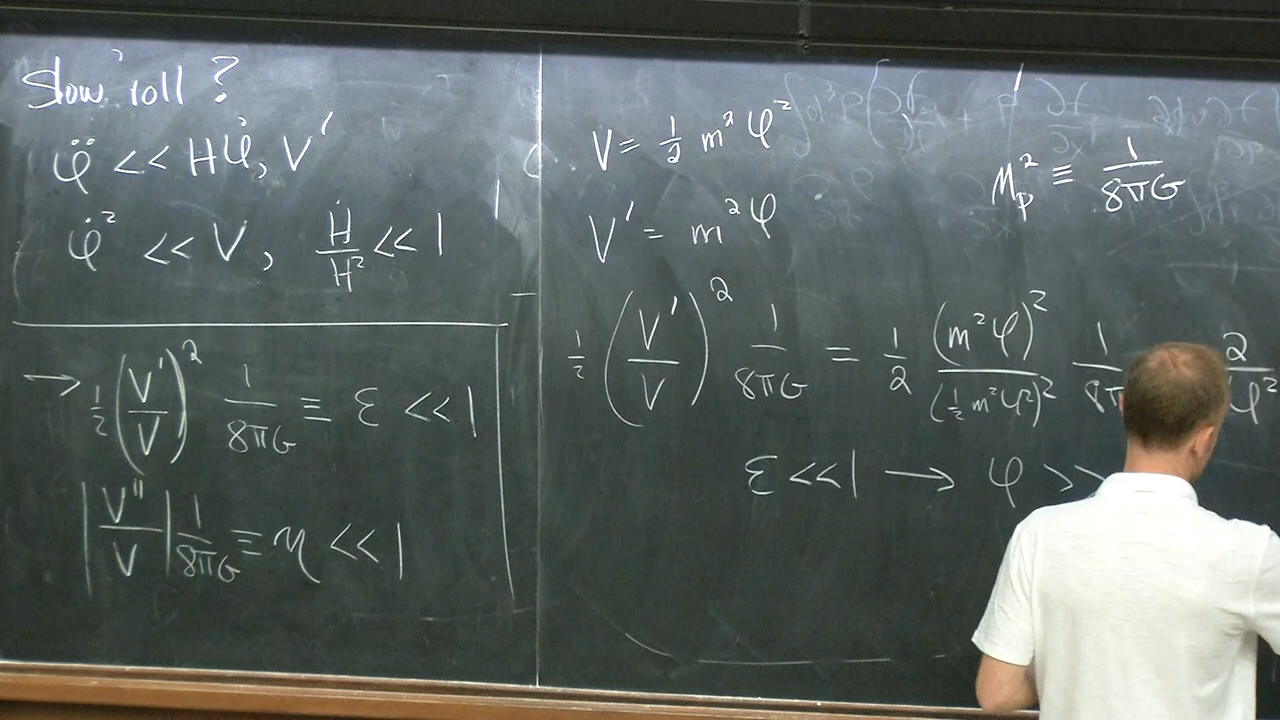 Slow roll ?
φ̈ << Hφ̇, V'
φ̇² << V, Ḣ/H² << 1
→ 1/2 (V'/V)² 1/8πG ≡ ε << 1
|V''/V| 1/8πG ≡ η << 1
V = 1/2 m² φ²
V' = m² φ
M_p² ≡ 1/8πG
1/2 (V'/V)² 1/8πG = 1/2 (m²φ)²/(1/2 m²φ²)² 1/8π 2/φ²
ε << 1 → φ >>